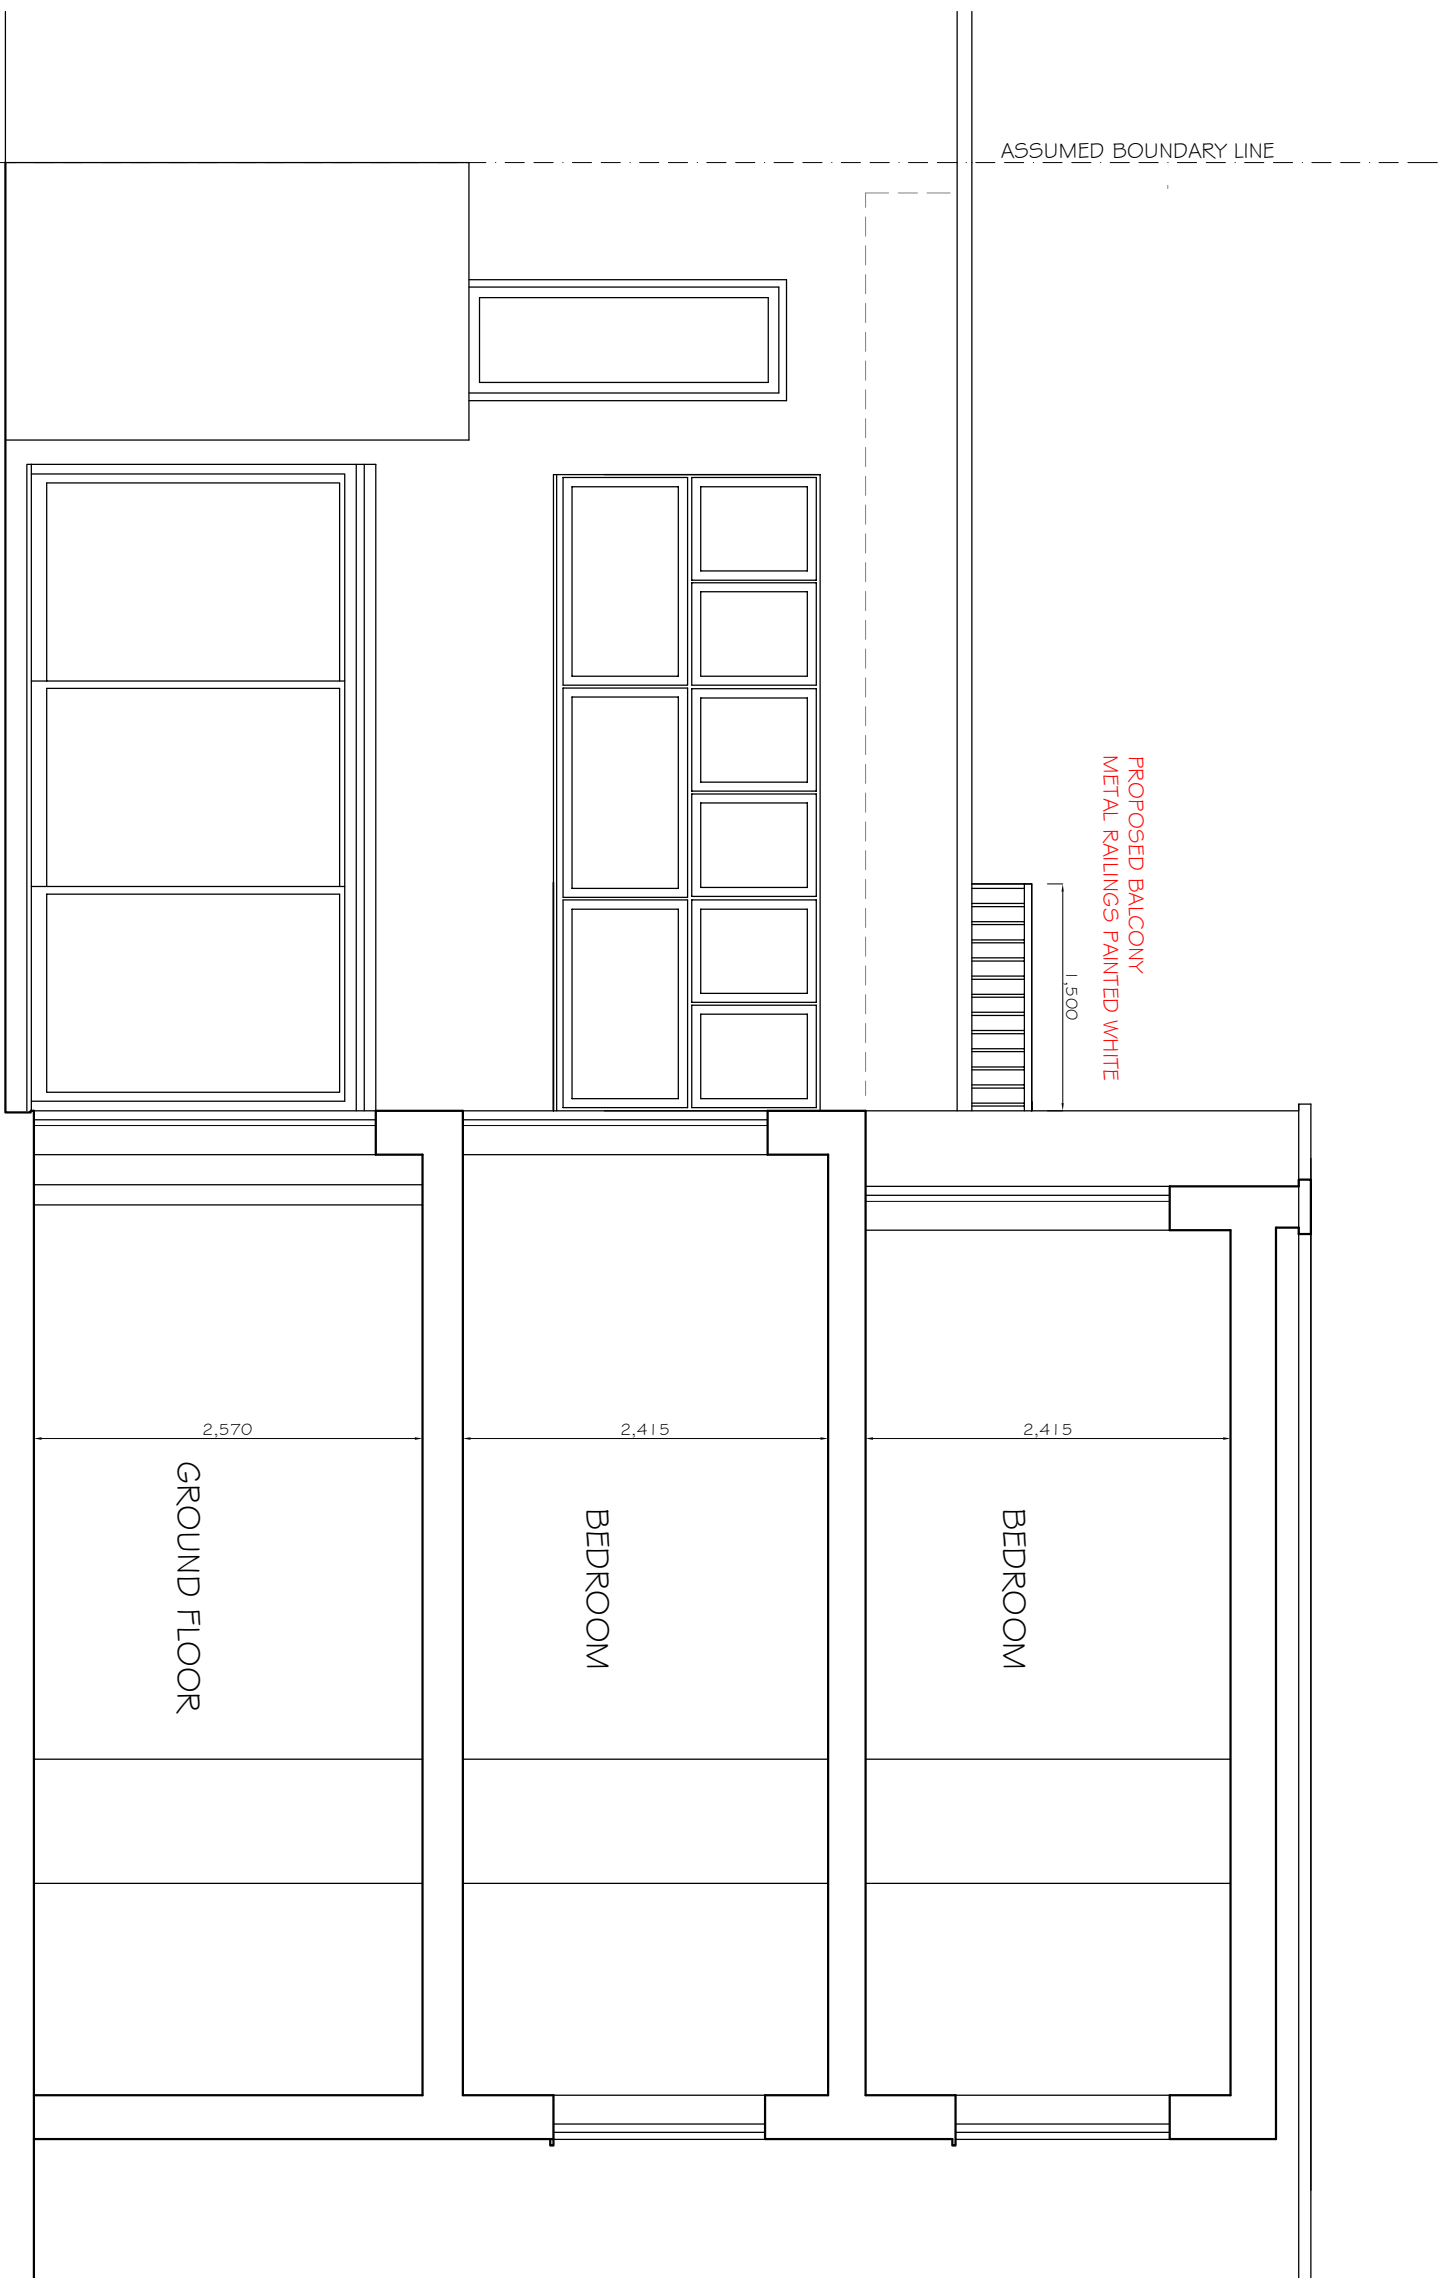 ASSUMED BOUNDARY LINE
PROPOSED BALCONY
METAL RAILINGS PAINTED WHITE
1,500
2,415
BEDROOM
2,415
BEDROOM
2,570
GROUND FLOOR